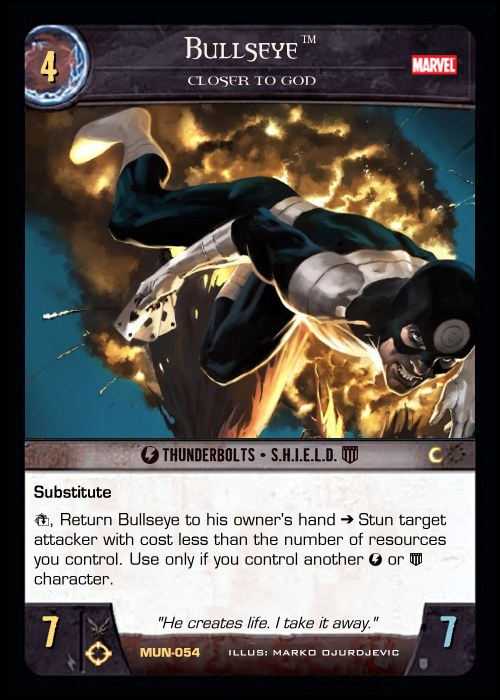 4
BULLSEYE™
CLOSER TO GOD
MARVEL
THUNDERBOLTS • S.H.I.E.L.D.
C
Substitute
, Return Bullseye to his owner's hand ➔ Stun target
attacker with cost less than the number of resources
you control. Use only if you control another or
character.
7
"He creates life. I take it away."
7
MUN-054 ILLUS: MARKO DJURDJEVIC